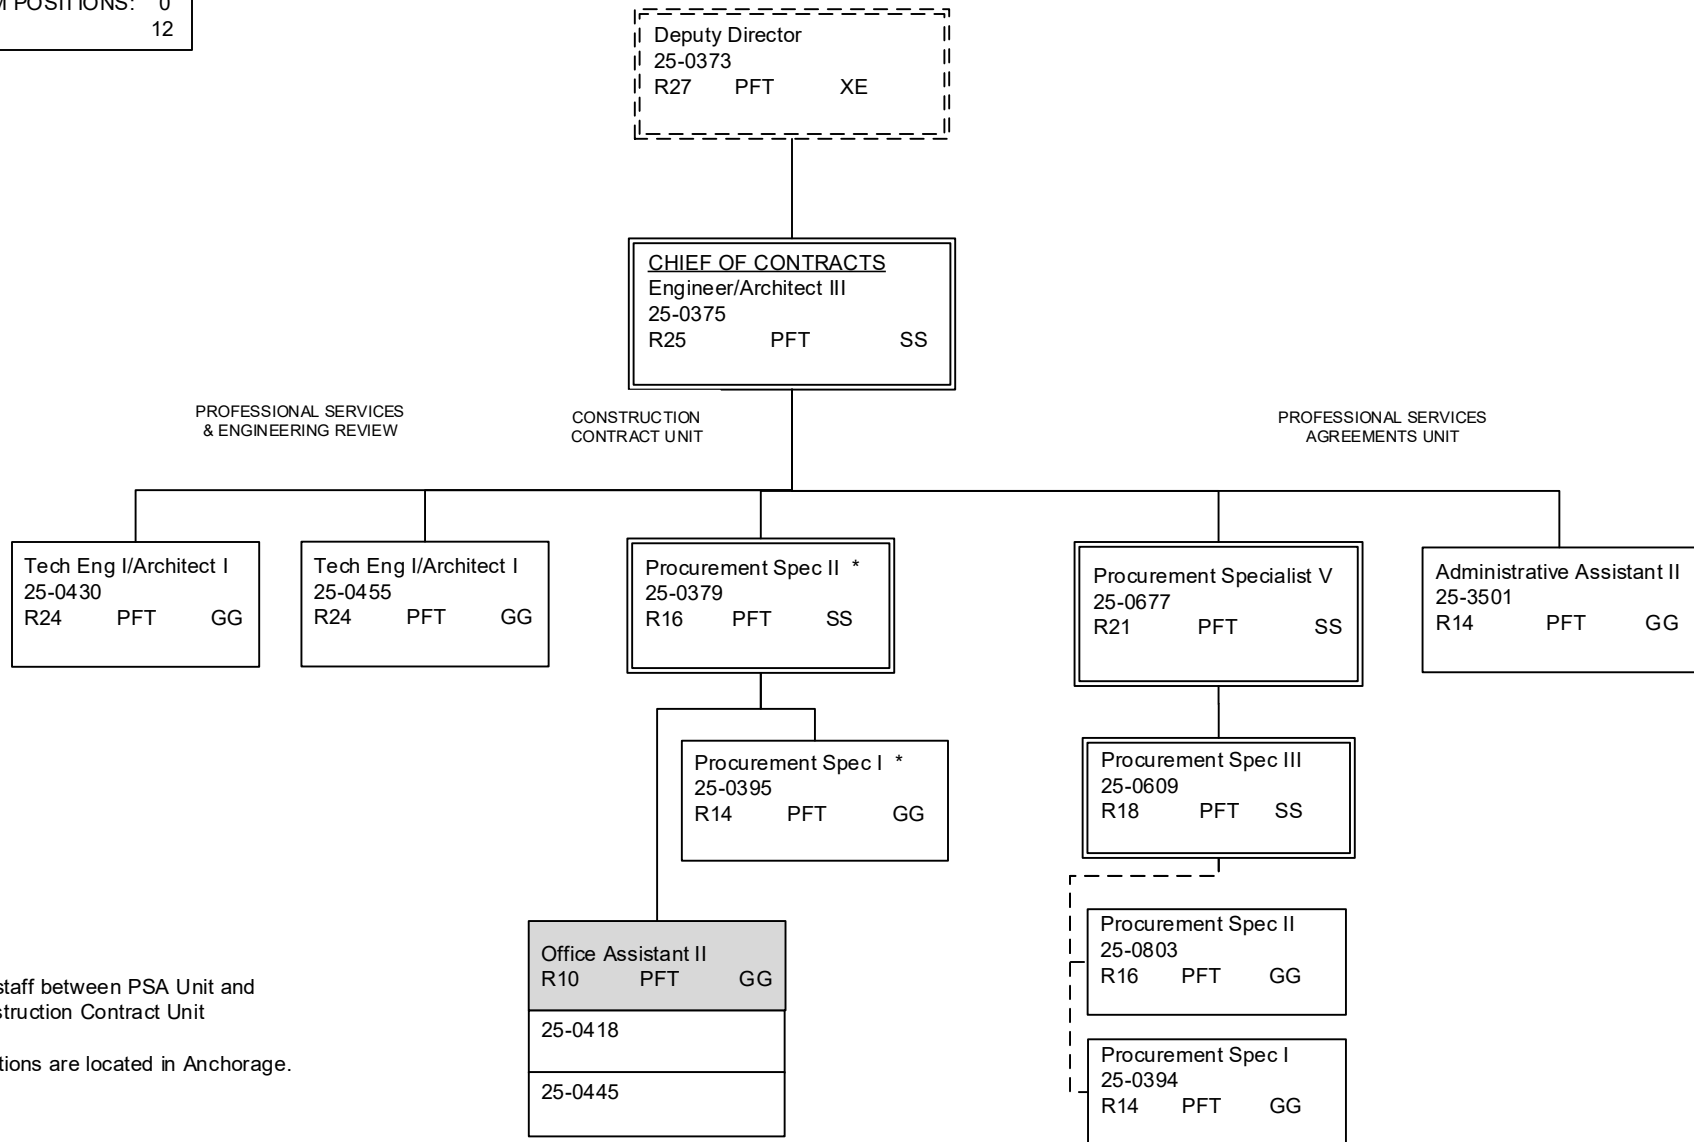 POSITIONS: 0
12
Deputy Director
25-0373
R27 PFT XE
CHIEF OF CONTRACTS
Engineer/Architect III
25-0375
R25 PFT SS
PROFESSIONAL SERVICES
& ENGINEERING REVIEW
CONSTRUCTION
CONTRACT UNIT
PROFESSIONAL SERVICES
AGREEMENTS UNIT
Tech Eng I/Architect I
25-0430
R24 PFT GG
Tech Eng I/Architect I
25-0455
R24 PFT GG
Procurement Spec II *
25-0379
R16 PFT SS
Procurement Specialist V
25-0677
R21 PFT SS
Administrative Assistant II
25-3501
R14 PFT GG
Procurement Spec I *
25-0395
R14 PFT GG
Procurement Spec III
25-0609
R18 PFT SS
Office Assistant II
R10 PFT GG
25-0418
25-0445
Procurement Spec II
25-0803
R16 PFT GG
Procurement Spec I
25-0394
R14 PFT GG
staff between PSA Unit and
struction Contract Unit
tions are located in Anchorage.